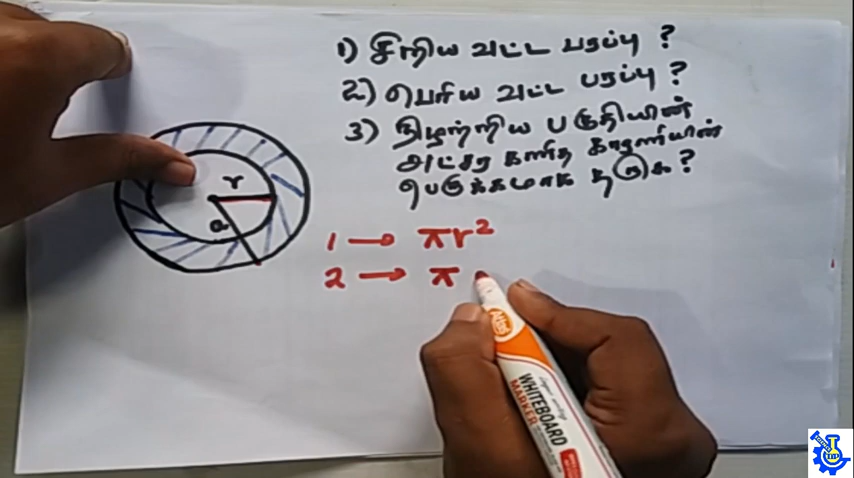 1) சிறிய வட்ட பரப்பு ?
2) பெரிய வட்ட பரப்பு ?
3) நிழற்றிய பகுதியின்
அட்சர கணித காரணியின்
பெருக்கமாக தருக ?
r
a
1 → πr²
2 → π
WHITEBOARD
MARKER